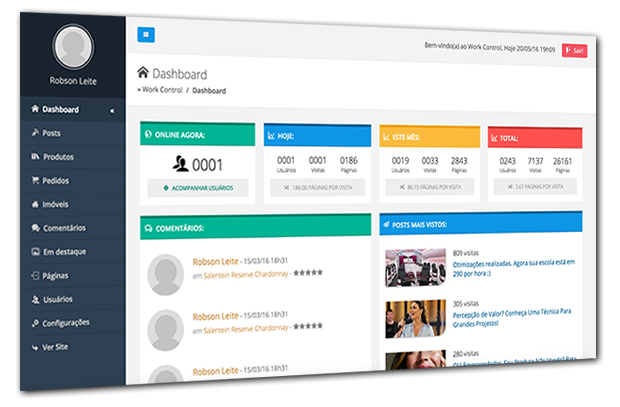 Robson Leite
Dashboard
Posts
Produtos
Pedidos
Imóveis
Comentários
Em destaque
Páginas
Usuários
Configurações
Ver Site
Bem-vindo(a) ao Work Control, Hoje 20/05/16 19h09
Sair!
Dashboard
» Work Control / Dashboard
ONLINE AGORA:
0001
ACOMPANHAR USUÁRIOS
HOJE:
0001 0001 0186
Usuários Visitas Páginas
186.00 PÁGINAS POR VISITA
ESTE MÊS:
0019 0033 2843
Usuários Visitas Páginas
86.15 PÁGINAS POR VISITA
TOTAL:
0243 7137 26161
Usuários Visitas Páginas
3.67 PÁGINAS POR VISITA
COMENTÁRIOS:
Robson Leite - 15/03/16 18h31
em Salentein Reserve Chardonnay -
Robson Leite - 15/03/16 18h31
em Salentein Reserve Chardonnay -
Robson Leite - 15/03/16 18h31
POSTS MAIS VISTOS:
809 visitas
Otimizações realizadas. Agora sua escola está em
290 por hora :)
305 visitas
Percepção de Valor? Conheça Uma Técnica Para
Grandes Projetos!
280 visitas